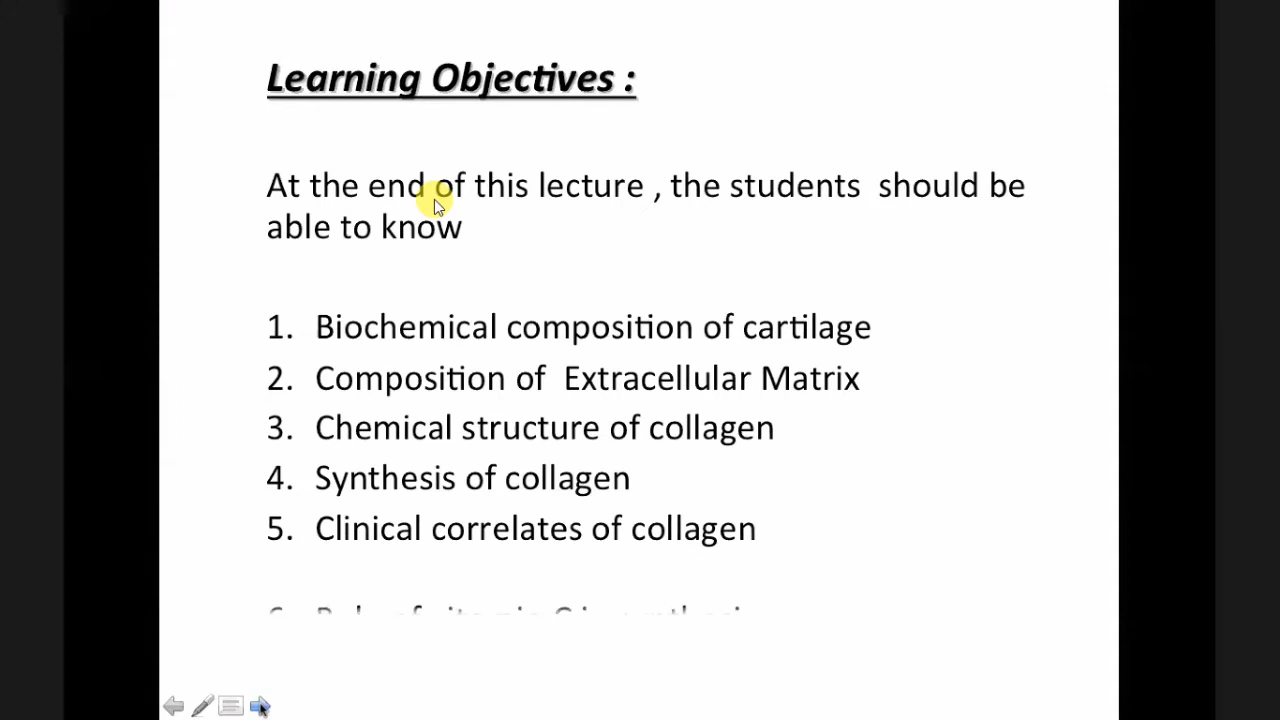 Learning Objectives :
At the end of this lecture , the students should be
able to know
1. Biochemical composition of cartilage
2. Composition of Extracellular Matrix
3. Chemical structure of collagen
4. Synthesis of collagen
5. Clinical correlates of collagen